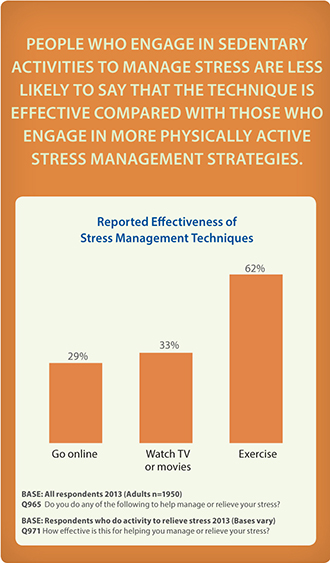 PEOPLE WHO ENGAGE IN SEDENTARY
ACTIVITIES TO MANAGE STRESS ARE LESS
LIKELY TO SAY THAT THE TECHNIQUE IS
EFFECTIVE COMPARED WITH THOSE WHO
ENGAGE IN MORE PHYSICALLY ACTIVE
STRESS MANAGEMENT STRATEGIES.
Reported Effectiveness of
Stress Management Techniques
29%
33%
62%
Go online
Watch TV
or movies
Exercise
BASE: All respondents 2013 (Adults n=1950)
Q965 Do you do any of the following to help manage or relieve your stress?
BASE: Respondents who do activity to relieve stress 2013 (Bases vary)
Q971 How effective is this for helping you manage or relieve your stress?